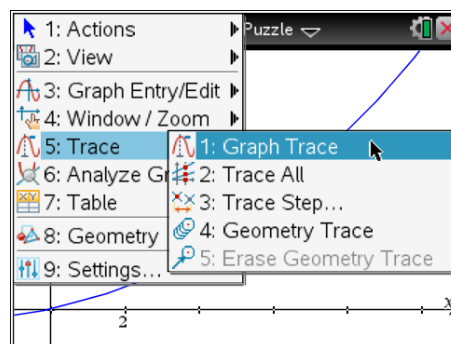 1: Actions
Puzzle
2: View
3: Graph Entry/Edit
4: Window / Zoom
5: Trace
1: Graph Trace
6: Analyze Gr
2: Trace All
7: Table
3: Trace Step...
8: Geometry
4: Geometry Trace
9: Settings...
5: Erase Geometry Trace
2
x